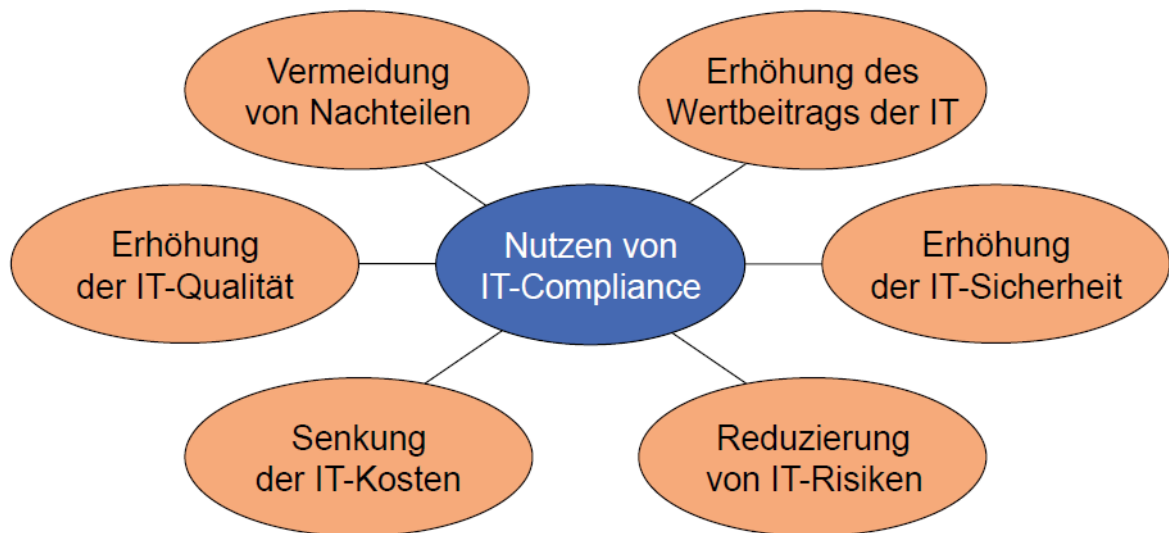 Vermeidung
von Nachteilen
Erhöhung des
Wertbeitrags der IT
Erhöhung
der IT-Qualität
Nutzen von
IT-Compliance
Erhöhung
der IT-Sicherheit
Senkung
der IT-Kosten
Reduzierung
von IT-Risiken